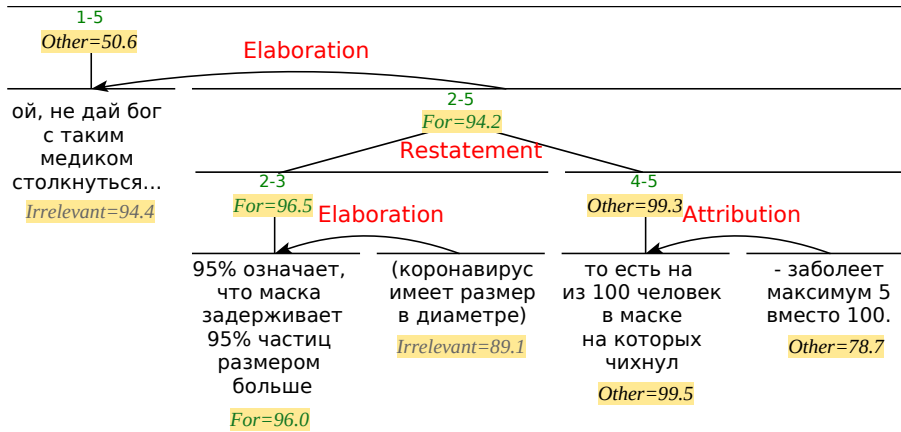 1-5
Other=50.6
Elaboration
ой, не дай бог
с таким
медиком
столкнуться...
Irrelevant=94.4
2-5
For=94.2
Restatement
2-3
For=96.5
Elaboration
4-5
Other=99.3
Attribution
95% означает,
что маска
задерживает
95% частиц
размером
больше
For=96.0
(коронавирус
имеет размер
в диаметре)
Irrelevant=89.1
то есть на
из 100 человек
в маске
на которых
чихнул
Other=99.5
- заболеет
максимум 5
вместо 100.
Other=78.7